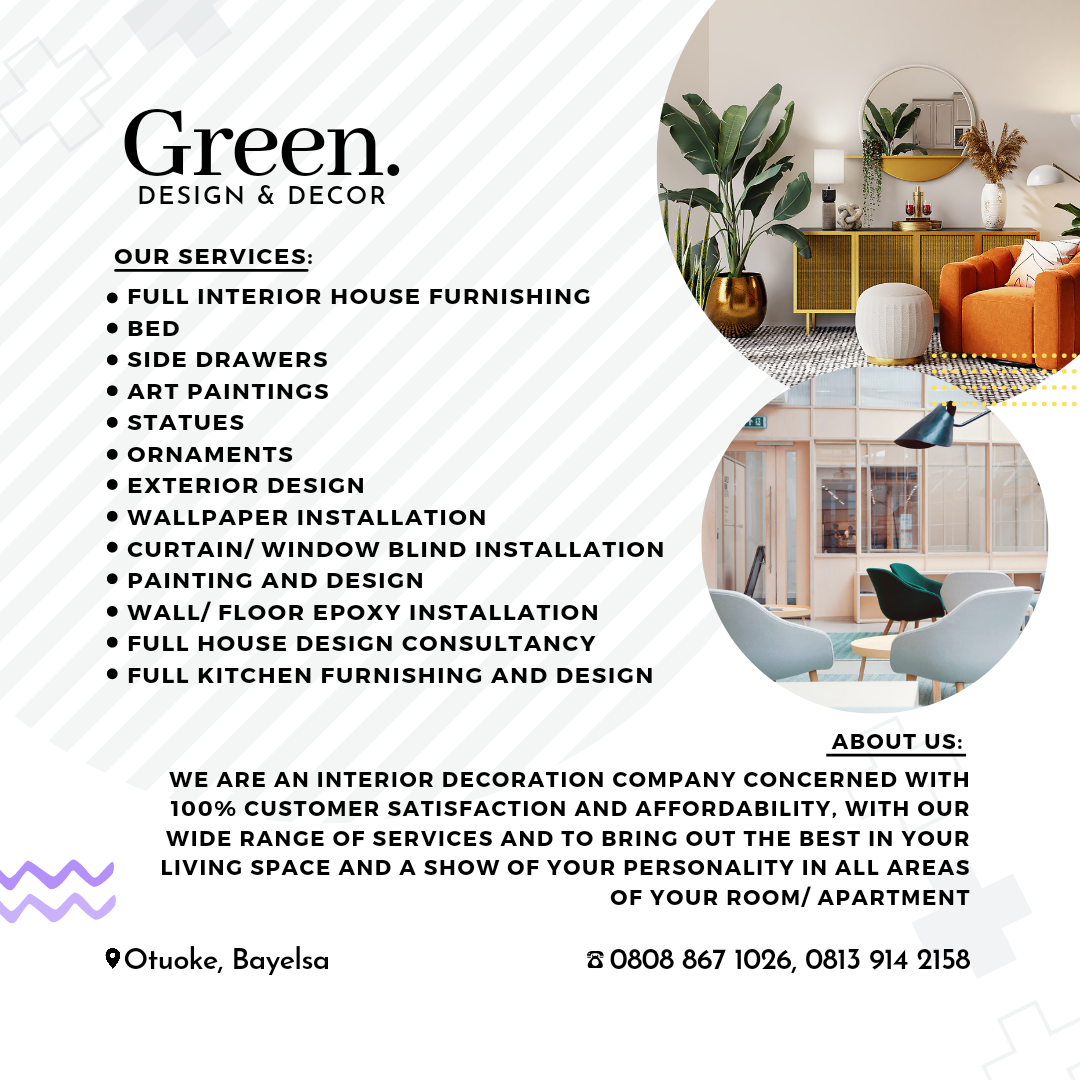 Green.
DESIGN & DECOR
OUR SERVICES:
• FULL INTERIOR HOUSE FURNISHING
• BED
• SIDE DRAWERS
• ART PAINTINGS
• STATUES
• ORNAMENTS
• EXTERIOR DESIGN
• WALLPAPER INSTALLATION
• CURTAIN/ WINDOW BLIND INSTALLATION
• PAINTING AND DESIGN
• WALL/ FLOOR EPOXY INSTALLATION
• FULL HOUSE DESIGN CONSULTANCY
• FULL KITCHEN FURNISHING AND DESIGN
ABOUT US:
WE ARE AN INTERIOR DECORATION COMPANY CONCERNED WITH
100% CUSTOMER SATISFACTION AND AFFORDABILITY, WITH OUR
WIDE RANGE OF SERVICES AND TO BRING OUT THE BEST IN YOUR
LIVING SPACE AND A SHOW OF YOUR PERSONALITY IN ALL AREAS
OF YOUR ROOM/ APARTMENT
Otuoke, Bayelsa
0808 867 1026, 0813 914 2158